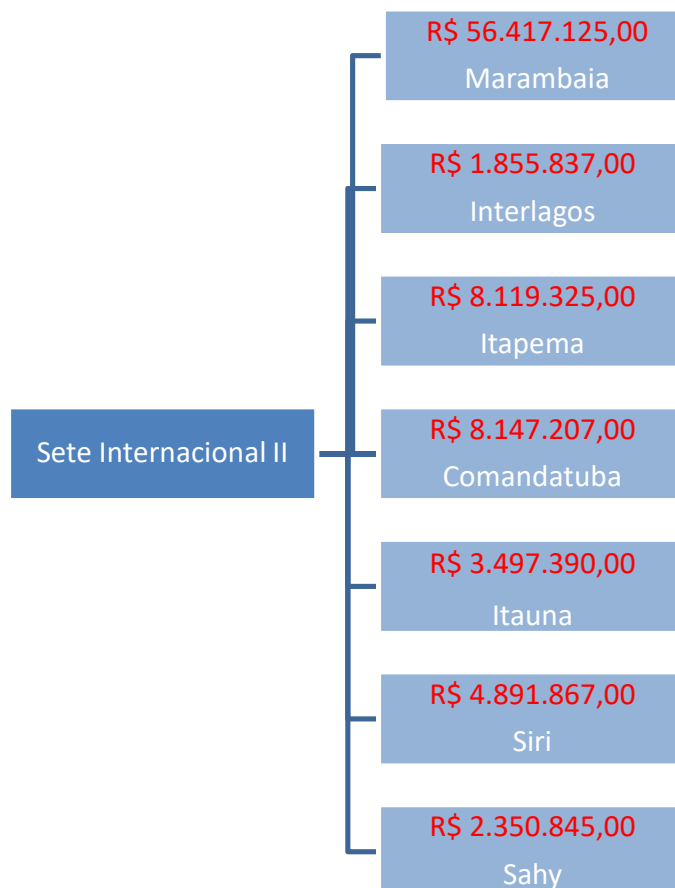 R$ 56.417.125,00
Marambaia
R$ 1.855.837,00
Interlagos
R$ 8.119.325,00
Itapema
Sete Internacional II
R$ 8.147.207,00
Comandatuba
R$ 3.497.390,00
Itauna
R$ 4.891.867,00
Siri
R$ 2.350.845,00
Sahy